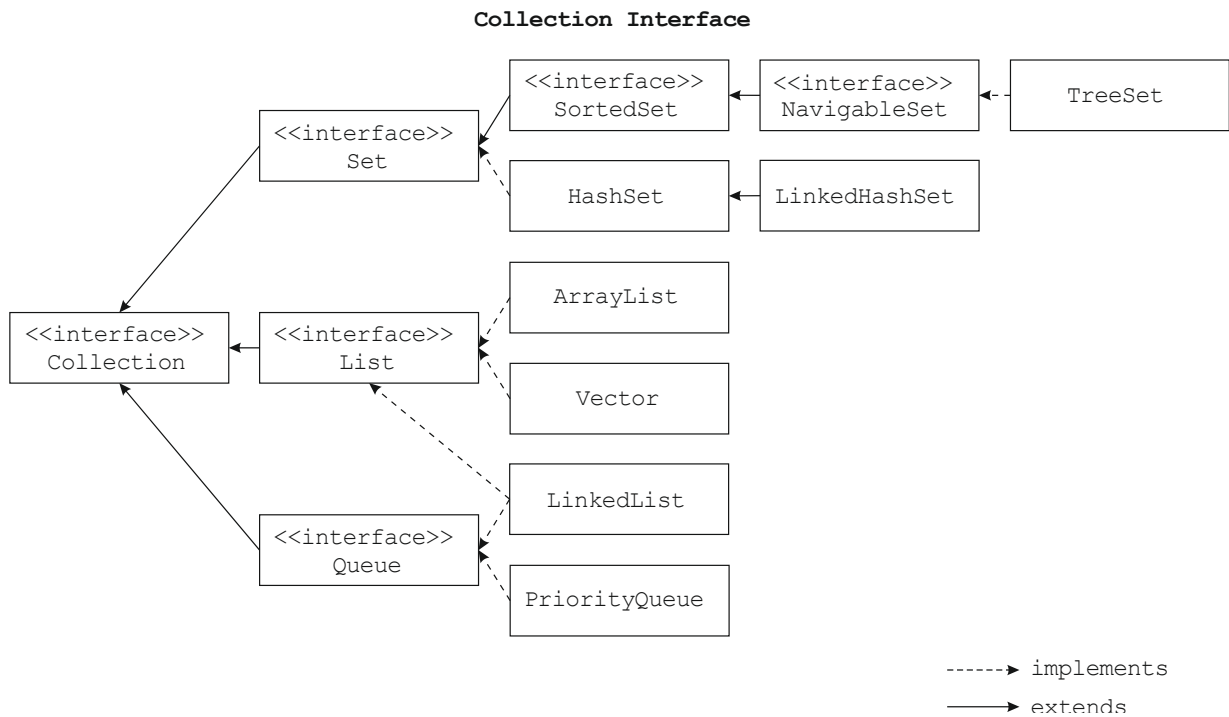 Collection Interface
<<interface>>
SortedSet
<<interface>>
NavigableSet
TreeSet
<<interface>>
Set
HashSet
LinkedHashSet
ArrayList
<<interface>>
Collection
<<interface>>
List
Vector
LinkedList
<<interface>>
Queue
PriorityQueue
implements
extends